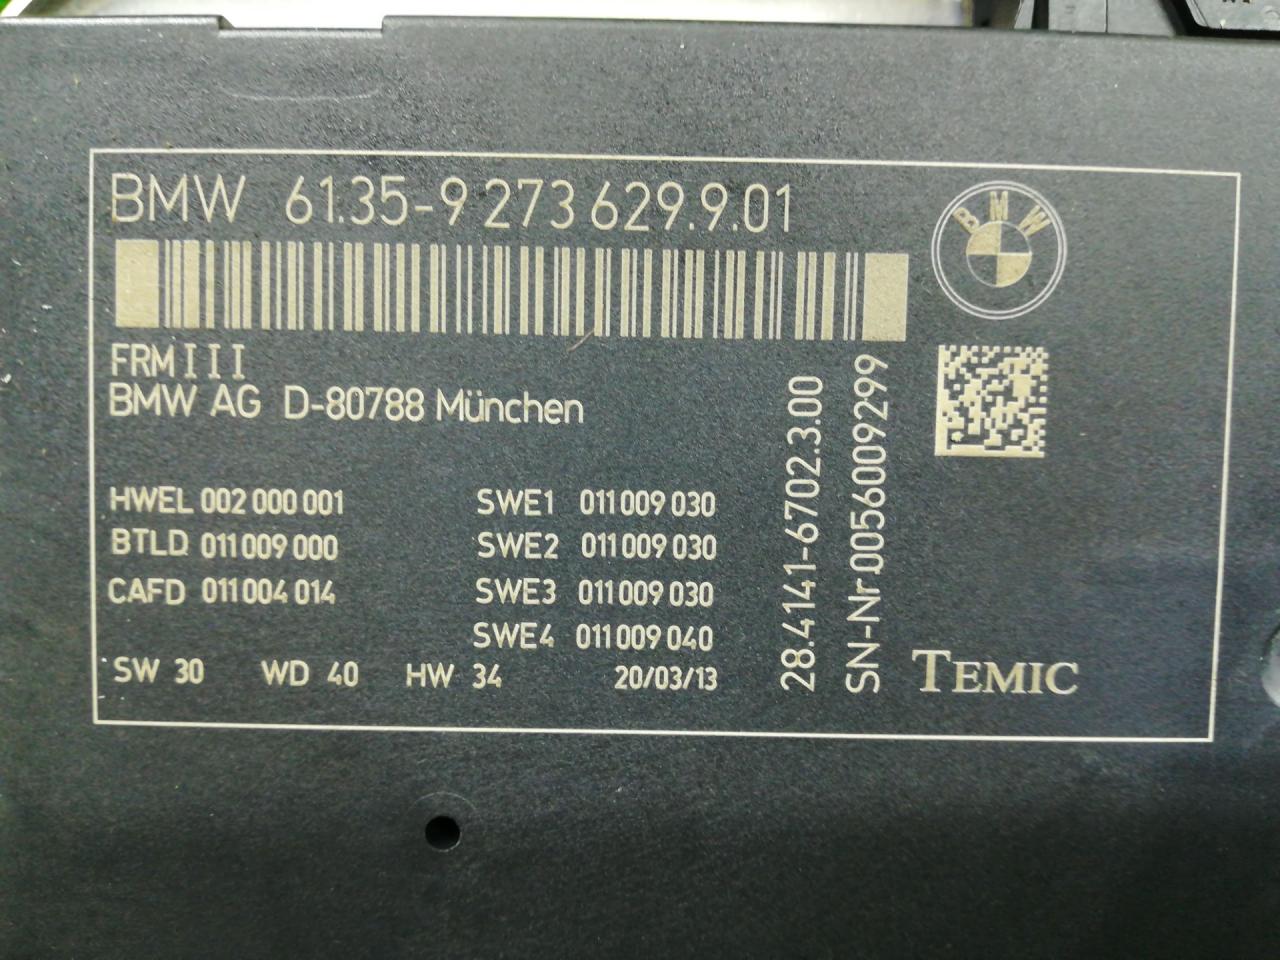 BMW 61.35-9 273 629.9.01
BMW
FRM III
BMW AG D-80788 München
HWEL 002 000 001 SWE1 011 009 030
BTLD 011 009 000 SWE2 011 009 030
CAFD 011 004 014 SWE3 011 009 030
SWE4 011 009 040
SW 30 WD 40 HW 34 20/03/13
28.4141-6702.3.00
SN-Nr.0056009299
TEMIC